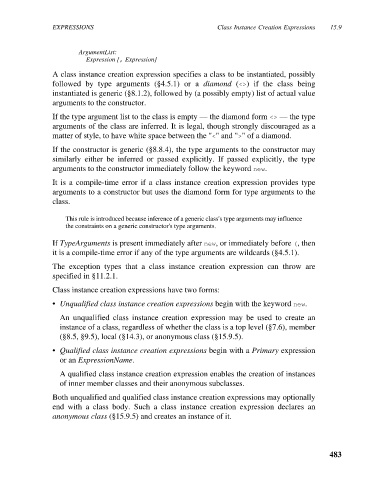 EXPRESSIONS Class Instance Creation Expressions 15.9
ArgumentList:
Expression {, Expression}
A class instance creation expression specifies a class to be instantiated, possibly
followed by type arguments (§4.5.1) or a diamond (<>) if the class being
instantiated is generic (§8.1.2), followed by (a possibly empty) list of actual value
arguments to the constructor.
If the type argument list to the class is empty — the diamond form <> — the type
arguments of the class are inferred. It is legal, though strongly discouraged as a
matter of style, to have white space between the "<" and ">" of a diamond.
If the constructor is generic (§8.8.4), the type arguments to the constructor may
similarly either be inferred or passed explicitly. If passed explicitly, the type
arguments to the constructor immediately follow the keyword new.
It is a compile-time error if a class instance creation expression provides type
arguments to a constructor but uses the diamond form for type arguments to the
class.
This rule is introduced because inference of a generic class's type arguments may influence
the constraints on a generic constructor's type arguments.
If TypeArguments is present immediately after new, or immediately before (, then
it is a compile-time error if any of the type arguments are wildcards (§4.5.1).
The exception types that a class instance creation expression can throw are
specified in §11.2.1.
Class instance creation expressions have two forms:
• Unqualified class instance creation expressions begin with the keyword new.
An unqualified class instance creation expression may be used to create an
instance of a class, regardless of whether the class is a top level (§7.6), member
(§8.5, §9.5), local (§14.3), or anonymous class (§15.9.5).
• Qualified class instance creation expressions begin with a Primary expression
or an ExpressionName.
A qualified class instance creation expression enables the creation of instances
of inner member classes and their anonymous subclasses.
Both unqualified and qualified class instance creation expressions may optionally
end with a class body. Such a class instance creation expression declares an
anonymous class (§15.9.5) and creates an instance of it.
483